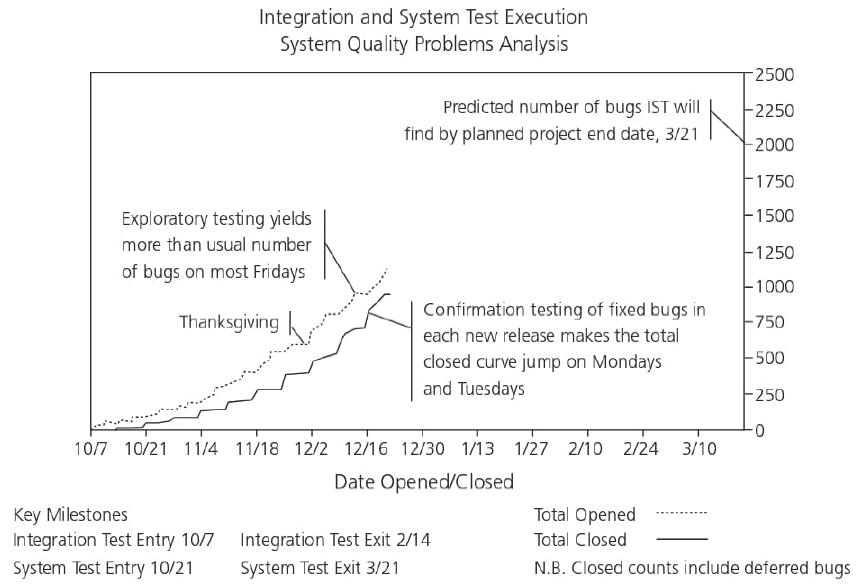 Integration and System Test Execution
System Quality Problems Analysis
2500
2250
2000
1750
1500
1250
1000
750
500
250
0
Predicted number of bugs IST will
find by planned project end date, 3/21
Exploratory testing yields
more than usual number
of bugs on most Fridays
Thanksgiving
Confirmation testing of fixed bugs in
each new release makes the total
closed curve jump on Mondays
and Tuesdays
10/7 10/21 11/4 11/18 12/2 12/16 12/30 1/13 1/27 2/10 2/24 3/10
Date Opened/Closed
Key Milestones
Integration Test Entry 10/7 Integration Test Exit 2/14
System Test Entry 10/21 System Test Exit 3/21
Total Opened
Total Closed
N.B. Closed counts include deferred bugs